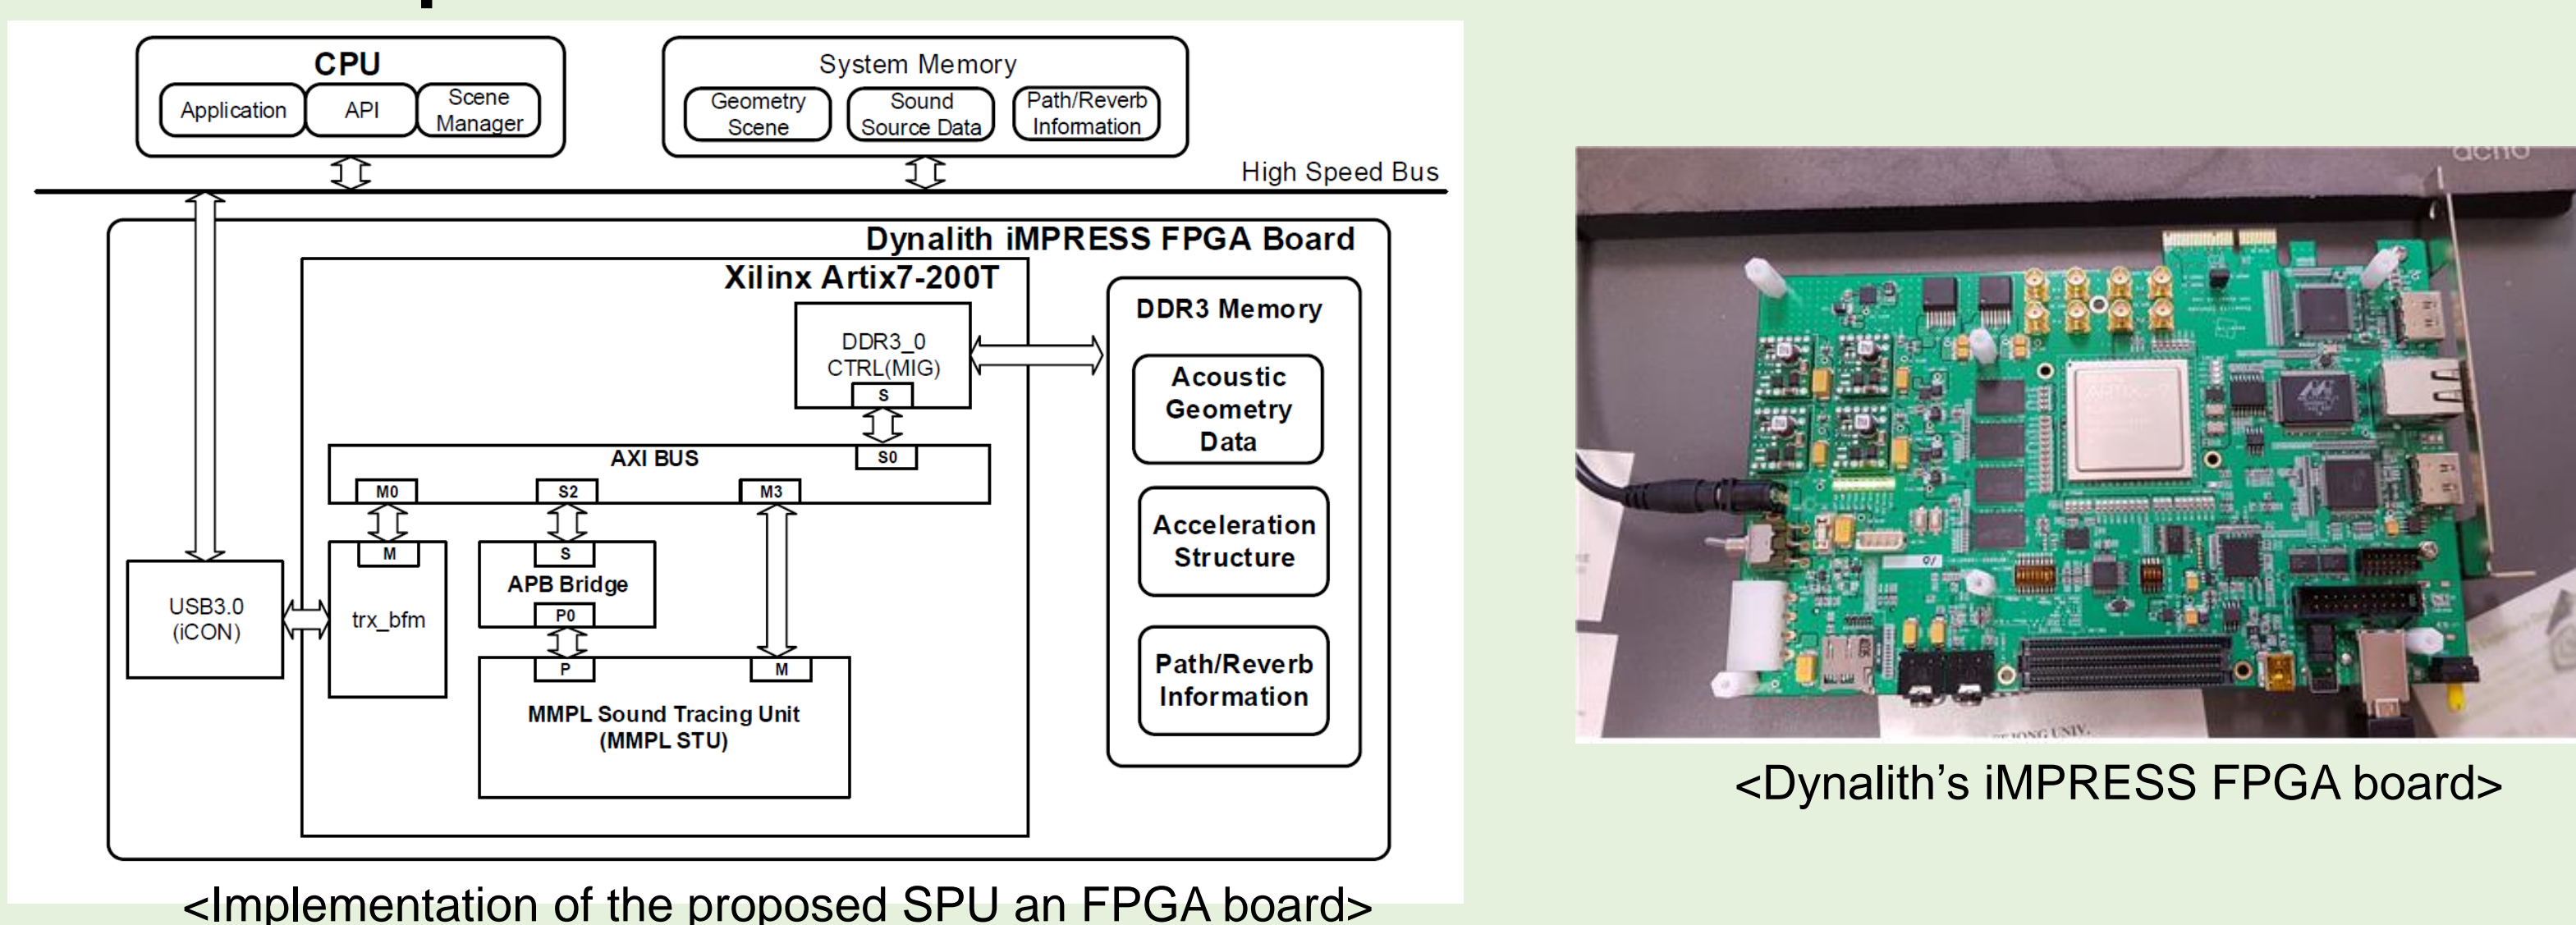 CPU
Application
API
Scene
Manager
System Memory
Geometry
Scene
Sound
Source Data
Path/Reverb
Information
High Speed Bus
Dynalith iMPRESS FPGA Board
Xilinx Artix7-200T
DDR3_0
CTRL(MIG)
S
DDR3 Memory
Acoustic
Geometry
Data
Acceleration
Structure
Path/Reverb
Information
AXI BUS
S0
M0
S2
M3
M
trx_bfm
S
APB Bridge
P0
USB3.0
(iCON)
P
M
MMPL Sound Tracing Unit
(MMPL STU)
<Implementation of the proposed SPU an FPGA board>
<Dynalith's iMPRESS FPGA board>